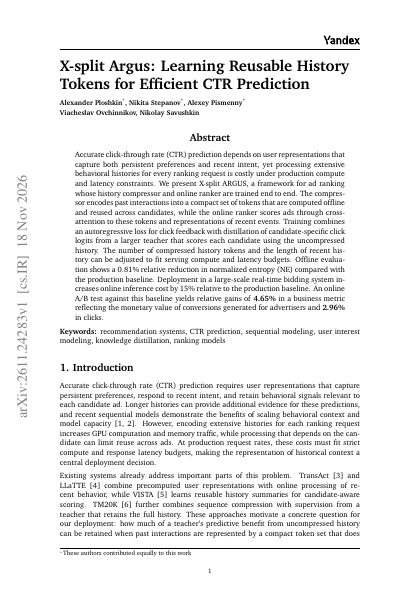 Yandex
X-split Argus: Learning Reusable History
Tokens for Efficient CTR Prediction
Alexander Ploshkin*, Nikita Stepanov*, Alexey Pismenny*
Viacheslav Ovchinnikov, Nikolay Savushkin
Abstract
Accurate click-through rate (CTR) prediction depends on user representations that
capture both persistent preferences and recent intent, yet processing extensive
behavioral histories for every ranking request is costly under production compute
and latency constraints. We present X-split ARGUS, a framework for ad ranking
whose history compressor and online ranker are trained end to end. The compres-
sor encodes past interactions into a compact set of tokens that are computed offline
and reused across candidates, while the online ranker scores ads through cross-
attention to these tokens and representations of recent events. Training combines
an autoregressive loss for click feedback with distillation of candidate-specific click
logits from a larger teacher that scores each candidate using the uncompressed
history. The number of compressed history tokens and the length of recent his-
tory can be adjusted to fit serving compute and latency budgets. Offline evalua-
tion shows a 0.81% relative reduction in normalized entropy (NE) compared with
the production baseline. Deployment in a large-scale real-time bidding system in-
creases online inference cost by 15% relative to the production baseline. An online
A/B test against this baseline yields relative gains of 4.65% in a business metric
reflecting the monetary value of conversions generated for advertisers and 2.96%
in clicks.
Keywords: recommendation systems, CTR prediction, sequential modeling, user interest
modeling, knowledge distillation, ranking models
1. Introduction
Accurate click-through rate (CTR) prediction requires user representations that capture
persistent preferences, respond to recent intent, and retain behavioral signals relevant to
each candidate ad. Longer histories can provide additional evidence for these predictions,
and recent sequential models demonstrate the benefits of scaling behavioral context and
model capacity [1, 2]. However, encoding extensive histories for each ranking request
increases GPU computation and memory traffic, while processing that depends on the can-
didate can limit reuse across ads. At production request rates, these costs must fit strict
compute and response latency budgets, making the representation of historical context a
central deployment decision.
Existing systems already address important parts of this problem. TransAct [3] and
LLaTTE [4] combine precomputed user representations with online processing of re-
cent behavior, while VISTA [5] learns reusable history summaries for candidate-aware
scoring. TM20K [6] further combines sequence compression with supervision from a
teacher that retains the full history. These approaches motivate a concrete question for
our deployment: how much of a teacher's predictive benefit from uncompressed history
can be retained when past interactions are represented by a compact token set that does
* These authors contributed equally to this work
1
arXiv:2611.24283v1 [cs.IR] 18 Nov 2026